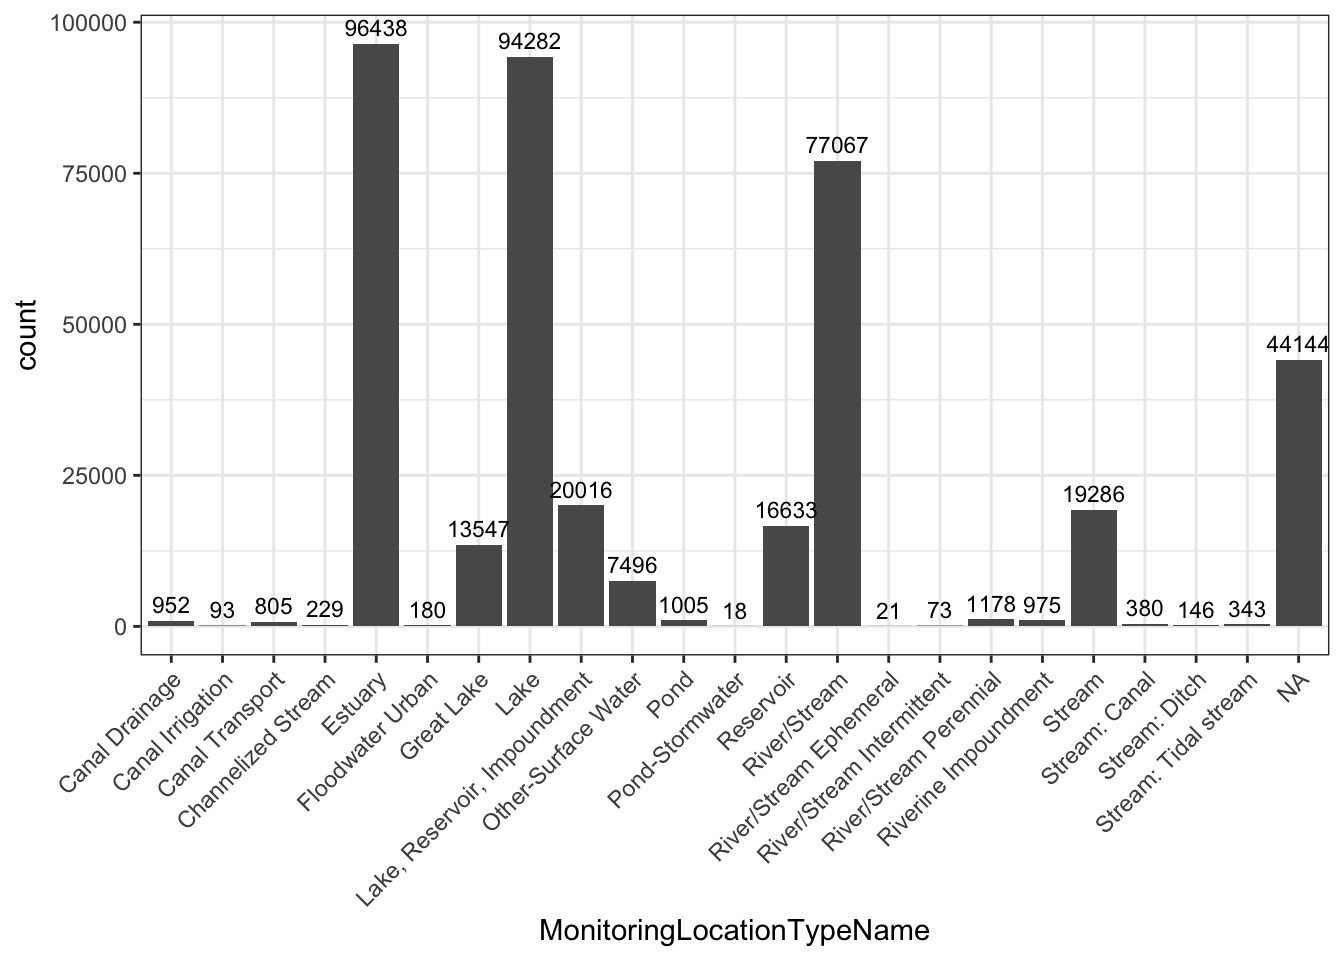 100000
75000
50000
25000
0
count
952
93
805
229
96438
180
13547
94282
20016
7496
1005
18
16633
77067
21
73
1178
975
19286
380
146
343
44144
Canal Drainage
Canal Irrigation
Canal Transport
Channelized Stream
Estuary
Floodwater Urban
Great Lake
Lake
Lake, Reservoir, Impoundment
Other-Surface Water
Pond
Pond-Stormwater
Reservoir
River/Stream
River/Stream Ephemeral
River/Stream Intermittent
River/Stream Perennial
Riverine Impoundment
Stream
Stream: Canal
Stream: Ditch
Stream: Tidal stream
NA
MonitoringLocationTypeName